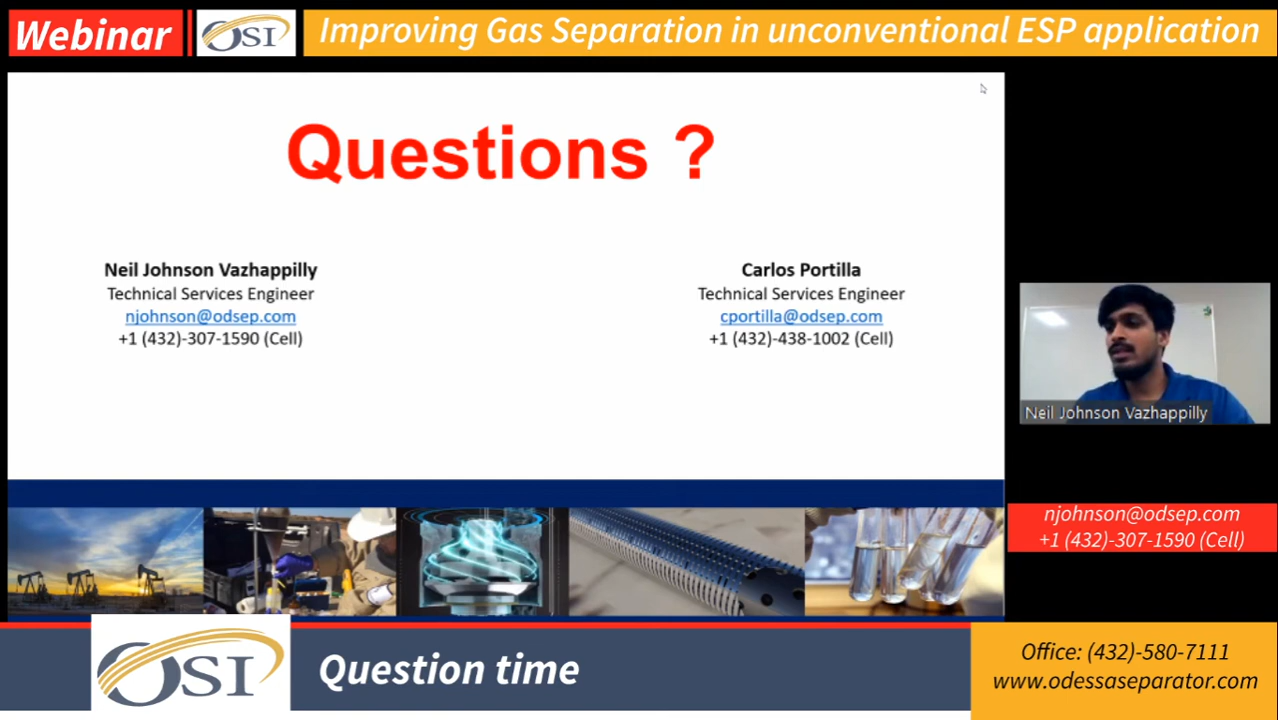 Webinar
OSI
Improving Gas Separation in unconventional ESP application
Questions ?
Neil Johnson Vazhappilly
Technical Services Engineer
njohnson@odsep.com
+1 (432)-307-1590 (Cell)
Carlos Portilla
Technical Services Engineer
cportilla@odsep.com
+1 (432)-438-1002 (Cell)
Neil Johnson Vazhappilly
njohnson@odsep.com
+1 (432)-307-1590 (Cell)
OSI
Question time
Office: (432)-580-7111
www.odessaseparator.com